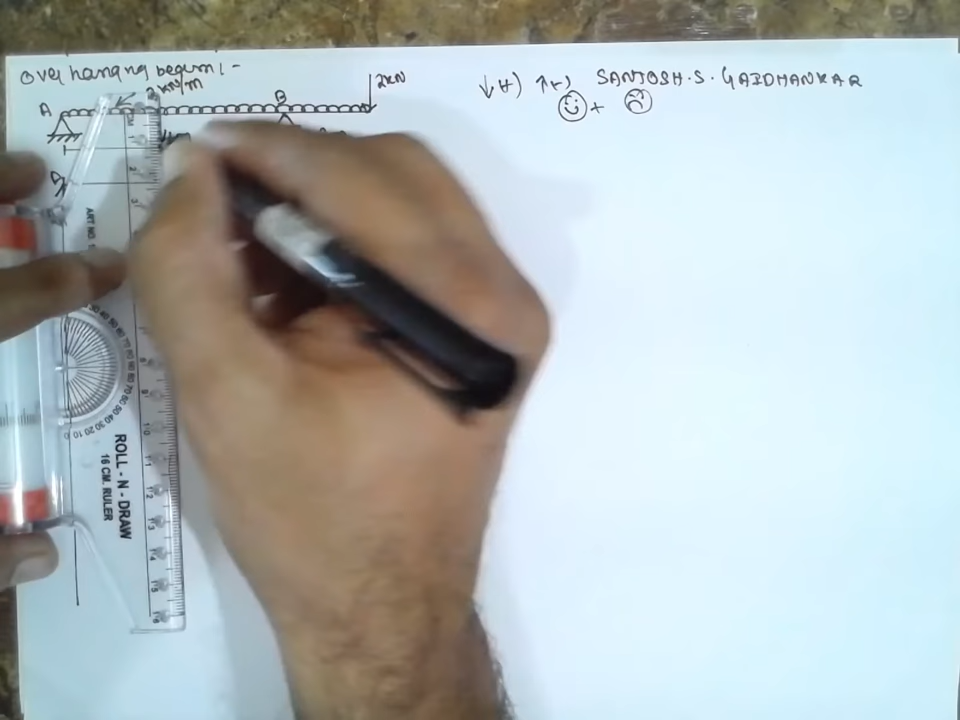 Over hanging beam :-
2 kN/m
2kN
A
B
↓ +) ↑ -) SANTOSH.S.GAIDHANKAR
+
ROLL-N-DRAW
16 CM. RULER